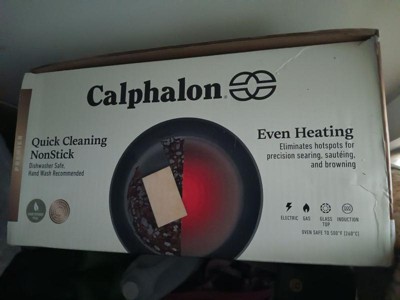 Calphalon
PREMIER
Quick Cleaning
NonStick
Dishwasher Safe,
Hand Wash Recommended
Even Heating
Eliminates hotspots for
precision searing, sautéing,
and browning
ELECTRIC
GAS
GLASS TOP
INDUCTION
OVEN SAFE TO 500°F (260°C)